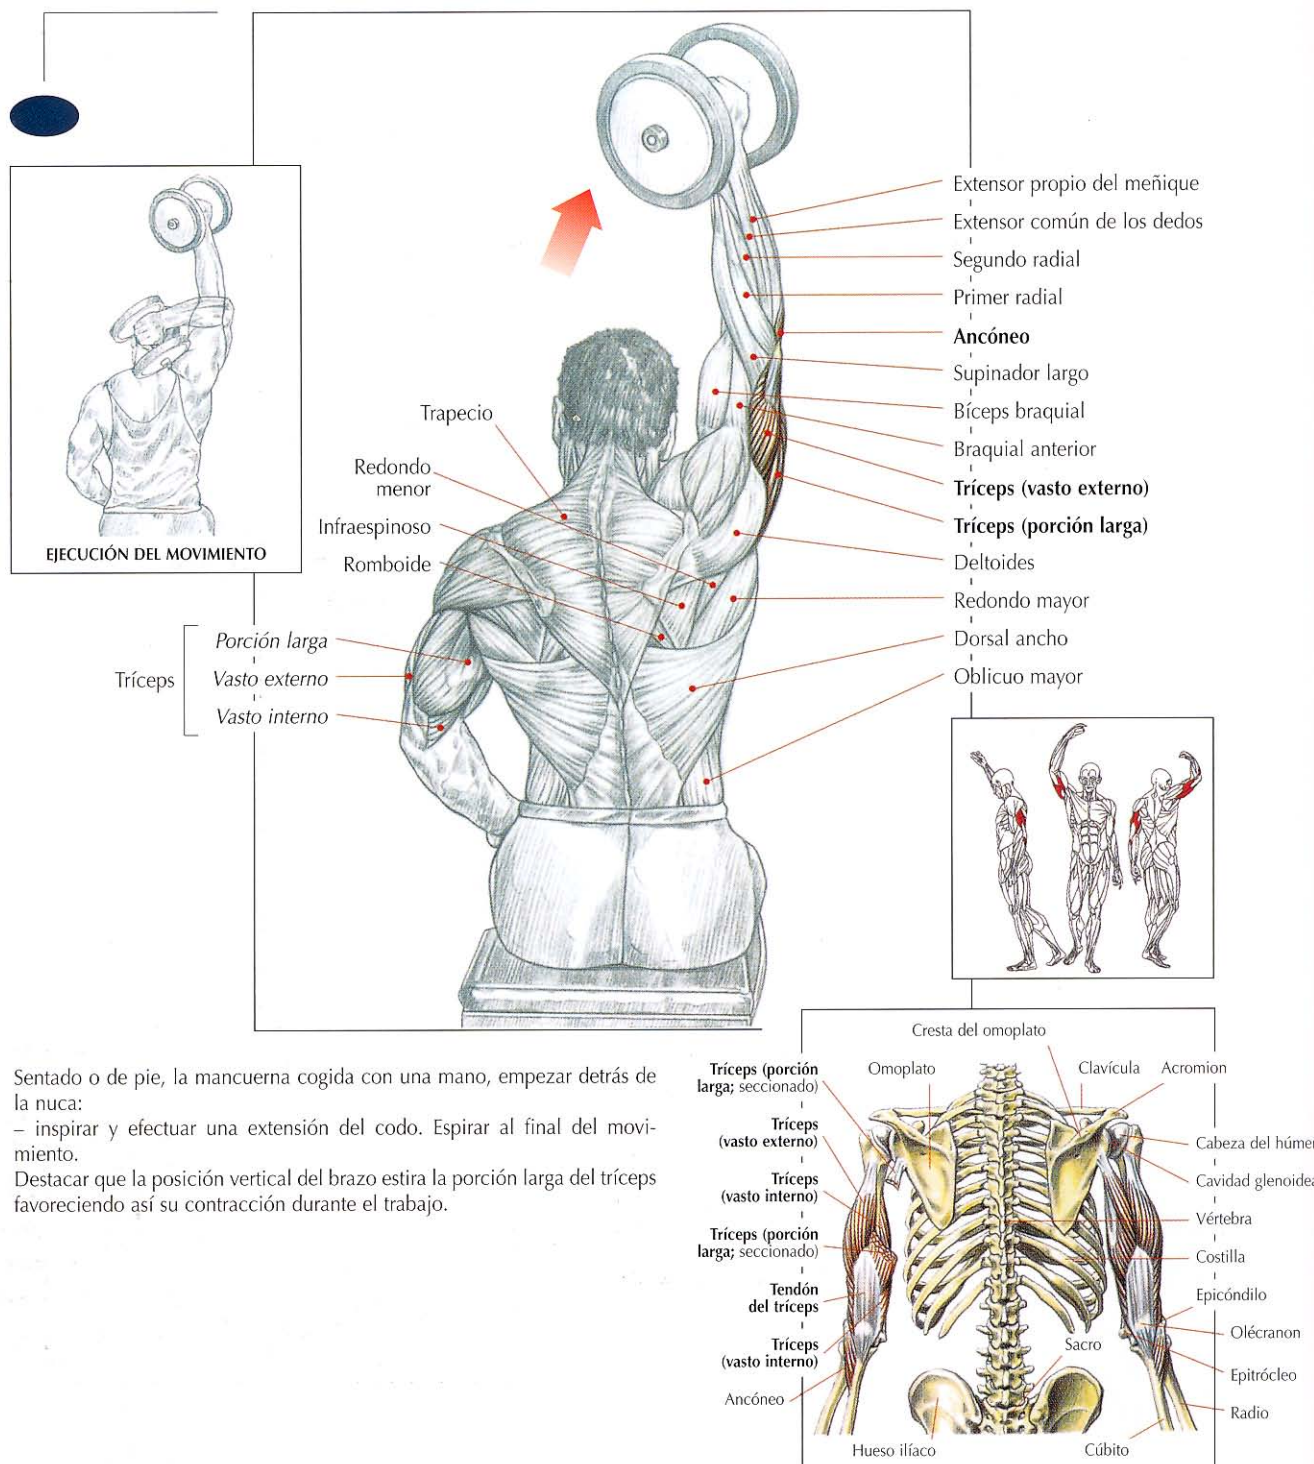 EJECUCIÓN DEL MOVIMIENTO
Trapecio
Redondo
menor
Infraespinoso
Romboide
Tríceps
Porción larga
Vasto externo
Vasto interno
Extensor propio del meñique
Extensor común de los dedos
Segundo radial
Primer radial
Ancóneo
Supinador largo
Bíceps braquial
Braquial anterior
Tríceps (vasto externo)
Tríceps (porción larga)
Deltoides
Redondo mayor
Dorsal ancho
Oblicuo mayor
Sentado o de pie, la mancuerna cogida con una mano, empezar detrás de
la nuca:
– inspirar y efectuar una extensión del codo. Espirar al final del movi-
miento.
Destacar que la posición vertical del brazo estira la porción larga del tríceps
favoreciendo así su contracción durante el trabajo.
Cresta del omoplato
Tríceps (porción
larga; seccionado)
Omoplato
Clavícula
Acromion
Tríceps
(vasto externo)
Tríceps
(vasto interno)
Tríceps (porción
larga; seccionado)
Tendón
del tríceps
Tríceps
(vasto interno)
Ancóneo
Hueso ilíaco
Cabeza del húmer
Cavidad glenoidea
Vértebra
Costilla
Epicóndilo
Olécranon
Sacro
Epitrócleo
Radio
Cúbito